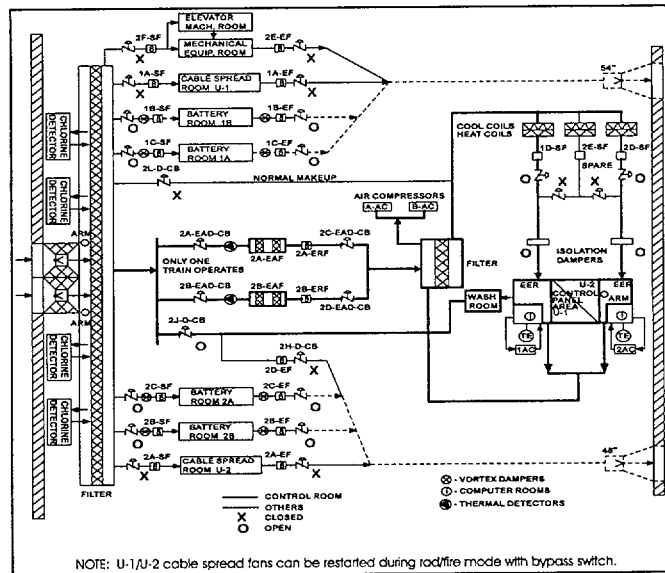 ELEVATOR
MACH, ROOM
2F-SF
MECHANICAL
EQUIP. ROOM
2E-EF
X
X
1A-SF
CABLE SPREAD
ROOM U-1
1A-EF
X
X
54"
1B-SF
BATTERY
ROOM 1B
1B-EF
1C-SF
BATTERY
ROOM 1A
1C-EF
CHLORINE
DETECTOR
CHLORINE
DETECTOR
2L-D-CB
X
NORMAL MAKEUP
COOL COILS
HEAT COILS
1D-SF
2E-SF
2D-SF
SPARE
X
X
AIR COMPRESSORS
A-AC
B-AC
ARM
2A-EAD-CB
2C-EAD-CB
ONLY ONE
TRAIN OPERATES
2A-EAF
2A-ERF
FILTER
ISOLATION
DAMPERS
2B-EAD-CB
2B-EAF
2B-ERF
2D-EAD-CB
EER
U-2
CONTROL
PANEL
AREA
U-1
EER
ARM
WASH
ROOM
TE
TE
1AC
2AC
ARM
2J-D-CB
2H-D-CB
2D-EF
X
CHLORINE
DETECTOR
CHLORINE
DETECTOR
2C-SF
BATTERY
ROOM 2A
2C-EF
2B-SF
BATTERY
ROOM 2B
2B-EF
2A-SF
CABLE SPREAD
ROOM U-2
2A-EF
X
X
48"
FILTER
CONTROL ROOM
OTHERS
X CLOSED
O OPEN
- VORTEX DAMPERS
- COMPUTER ROOMS
- THERMAL DETECTORS
NOTE: U-1/U-2 cable spread fans can be restarted during rad/fire mode with bypass switch.